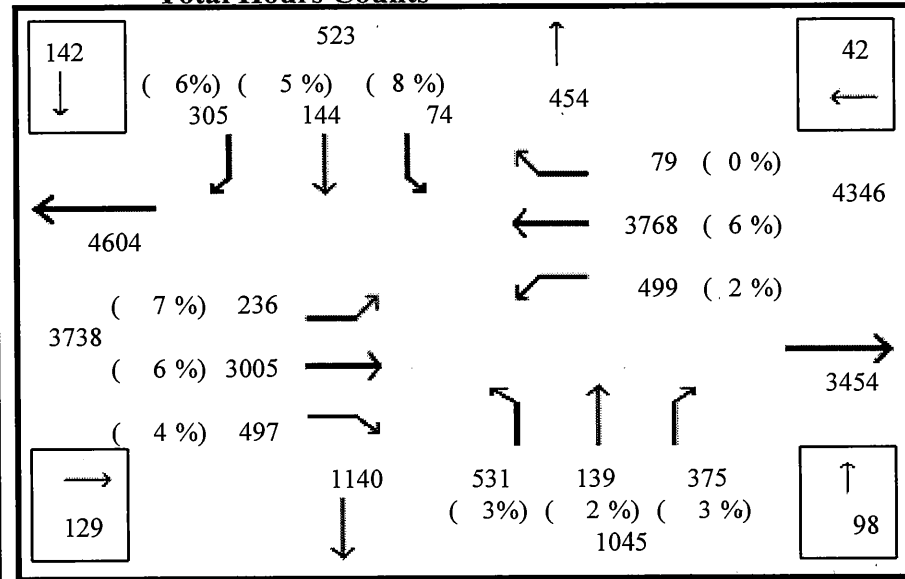 Total Hours Counts
523
142
42
( 6%) ( 5 %) ( 8 %)
454
305 144 74
79 ( 0 %)
4346
3768 ( 6 %)
4604
499 ( 2 %)
( 7 %) 236
3738
( 6 %) 3005
3454
( 4 %) 497
1140 531 139 375
( 3%) ( 2 %) ( 3 %)
129
98
1045